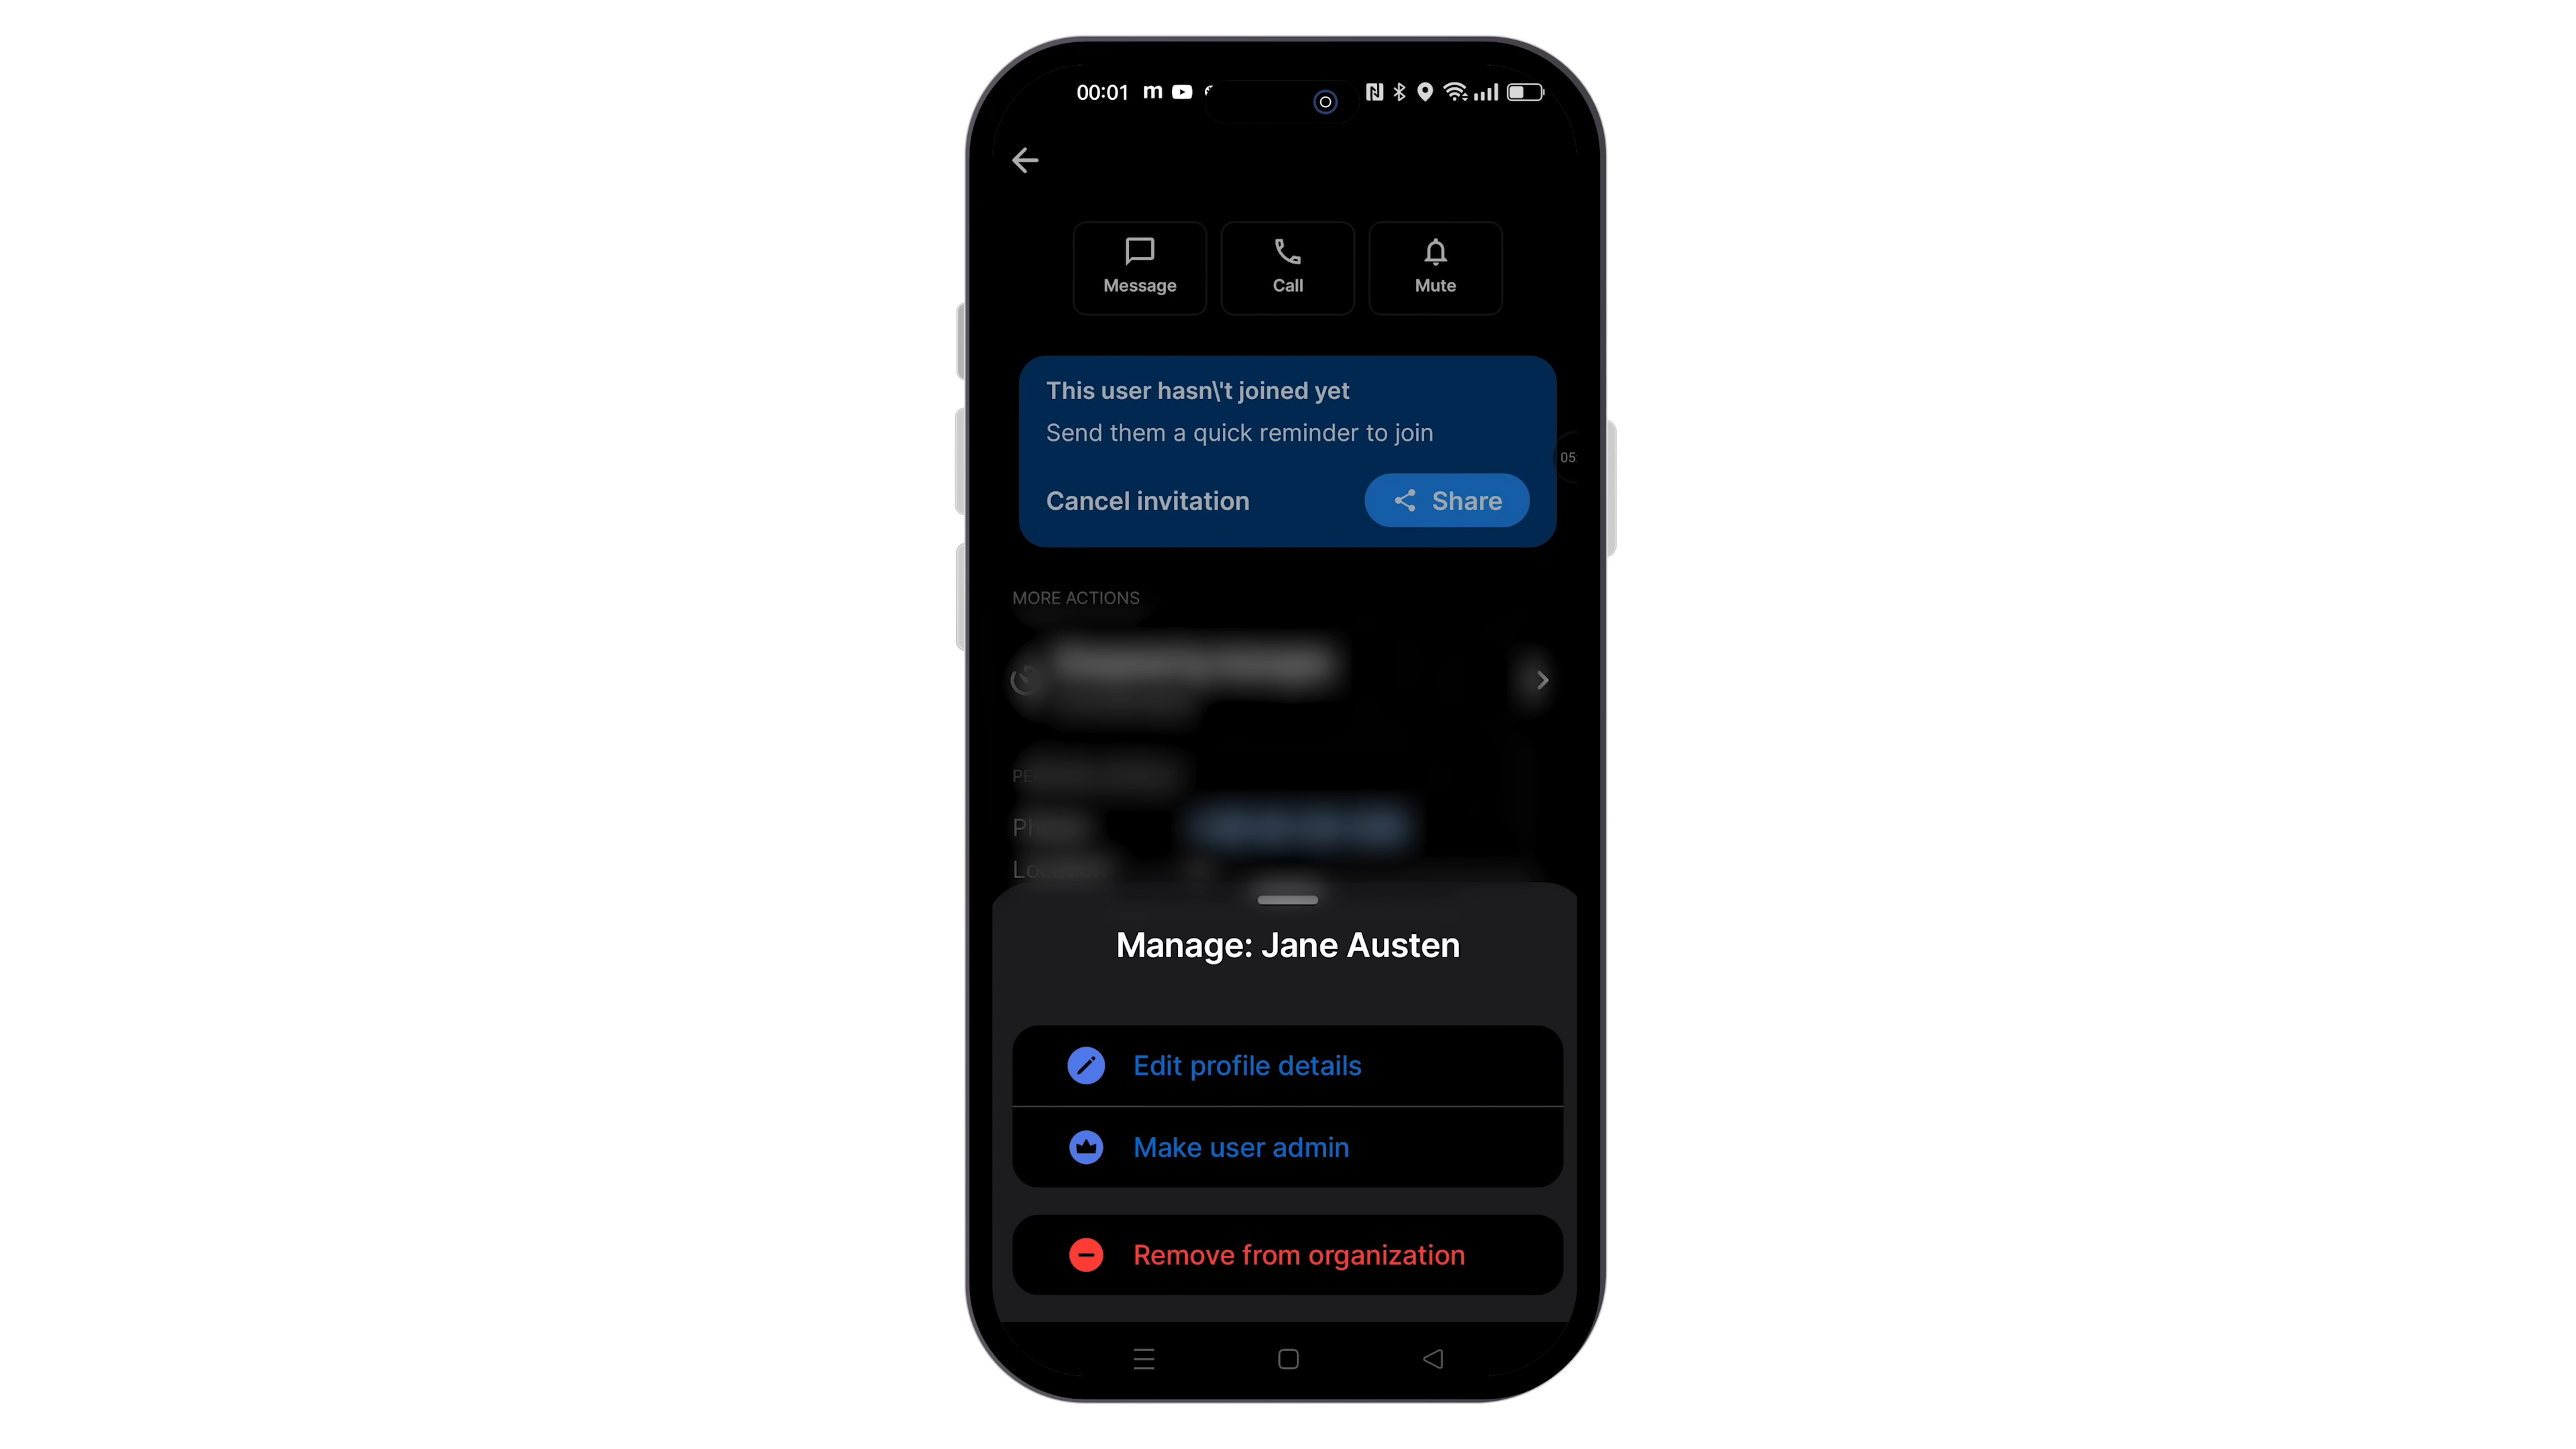 00:01 m
Message Call Mute
This user hasn\'t joined yet
Send them a quick reminder to join
05
Cancel invitation Share
MORE ACTIONS
Manage: Jane Austen
Edit profile details
Make user admin
Remove from organization